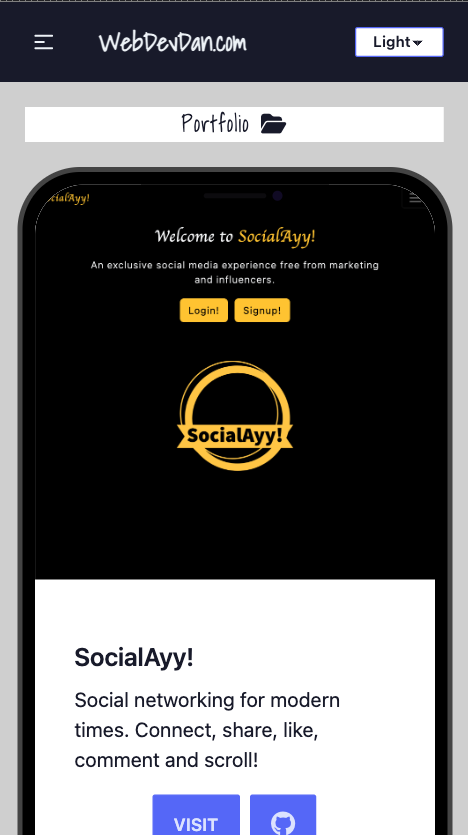 WebDevDan.com
Light
Portfolio
cialAyy!
Welcome to SocialAyy!
An exclusive social media experience free from marketing
and influencers.
Login! Signup!
SocialAyy!
SocialAyy!
Social networking for modern
times. Connect, share, like,
comment and scroll!
VISIT